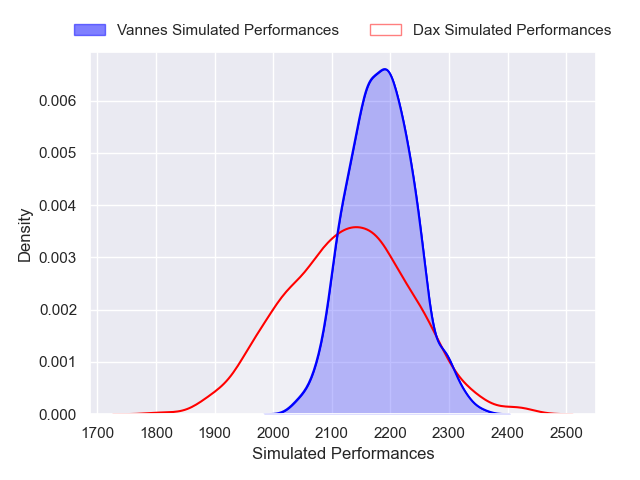 Vannes Simulated Performances Dax Simulated Performances
0.006
0.005
0.004
0.003
0.002
0.001
0.000
Density
1700 1800 1900 2000 2100 2200 2300 2400 2500
Simulated Performances